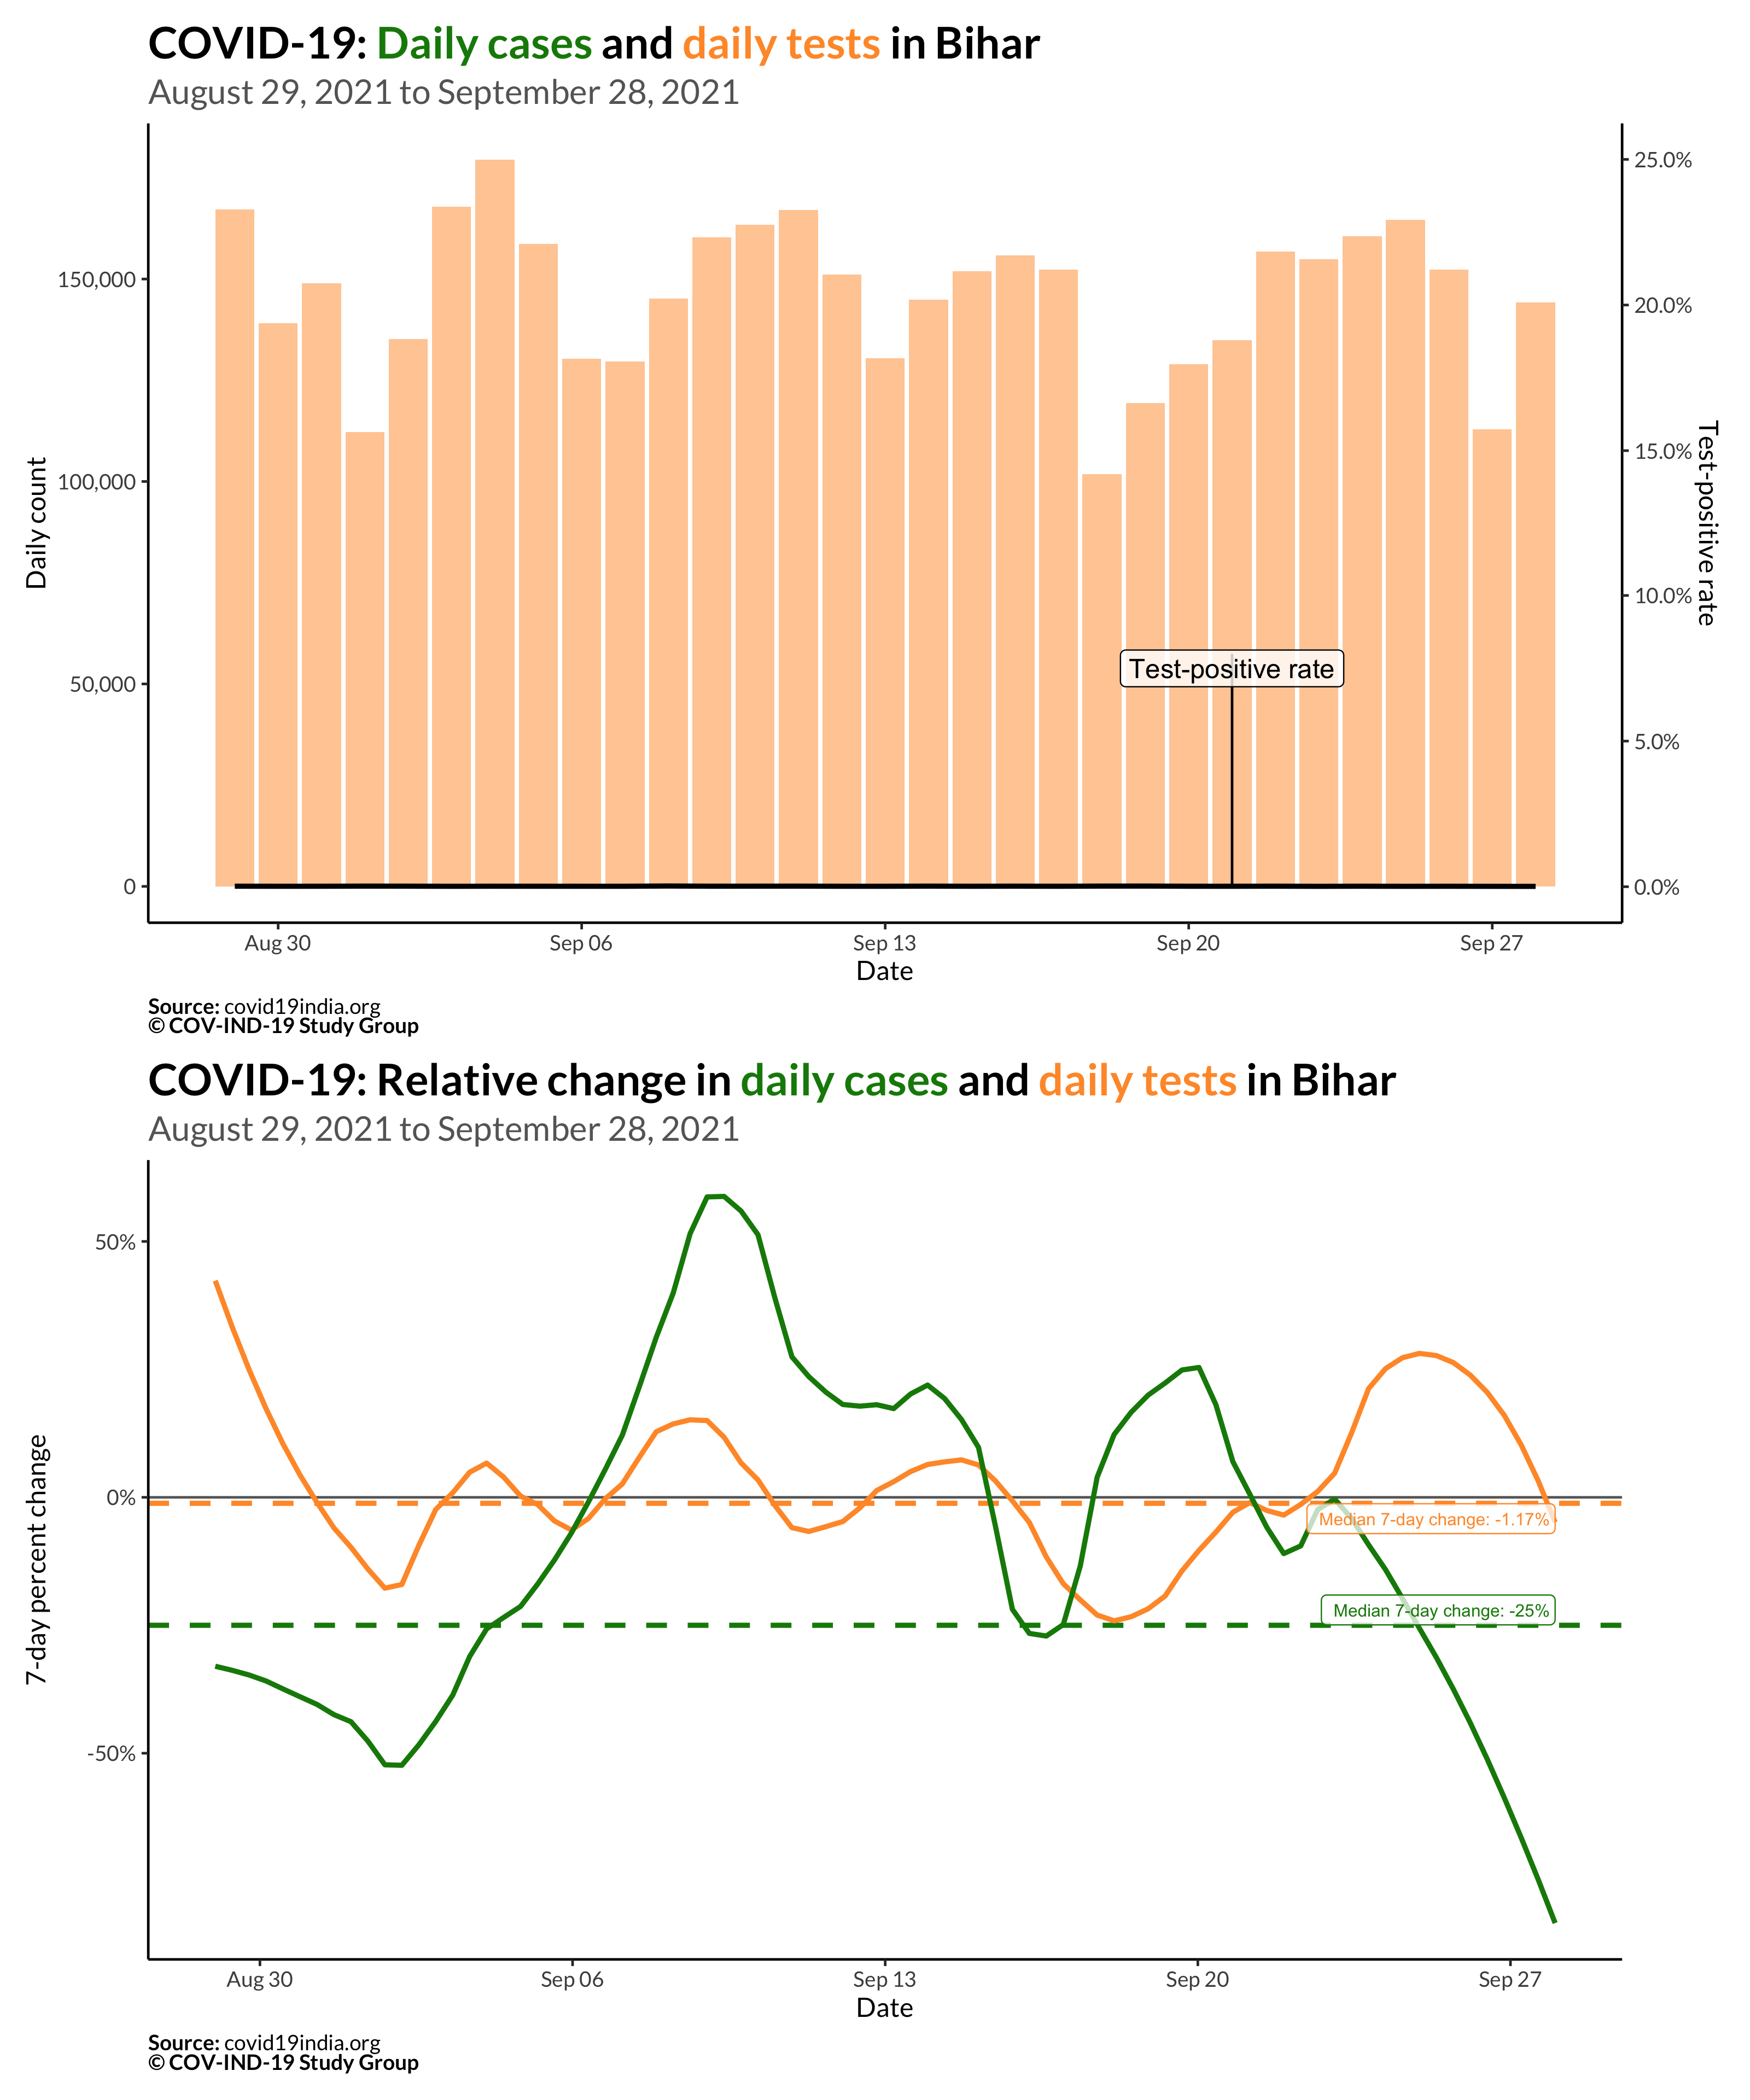 COVID-19: Daily cases and daily tests in Bihar
August 29, 2021 to September 28, 2021
25.0%
150,000
20.0%
15.0%
100,000
Daily count
Test-positive rate
10.0%
Test-positive rate
50,000
5.0%
0
0.0%
Aug 30
Sep 06
Sep 13
Sep 20
Sep 27
Date
Source: covid19india.org
© COV-IND-19 Study Group
COVID-19: Relative change in daily cases and daily tests in Bihar
August 29, 2021 to September 28, 2021
50%
0%
Median 7-day change: -1.17%
7-day percent change
Median 7-day change: -25%
-50%
Aug 30
Sep 06
Sep 13
Sep 20
Sep 27
Date
Source: covid19india.org
© COV-IND-19 Study Group